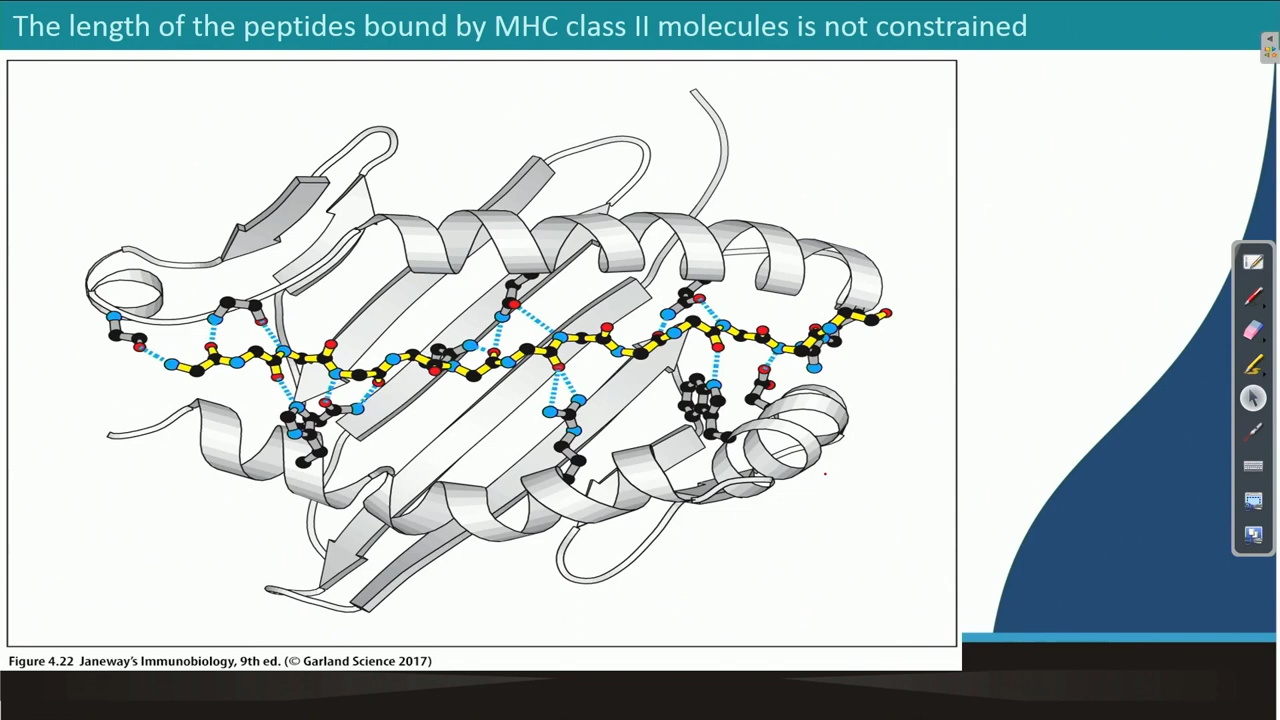 The length of the peptides bound by MHC class II molecules is not constrained
Figure 4.22 Janeway's Immunobiology, 9th ed. (© Garland Science 2017)